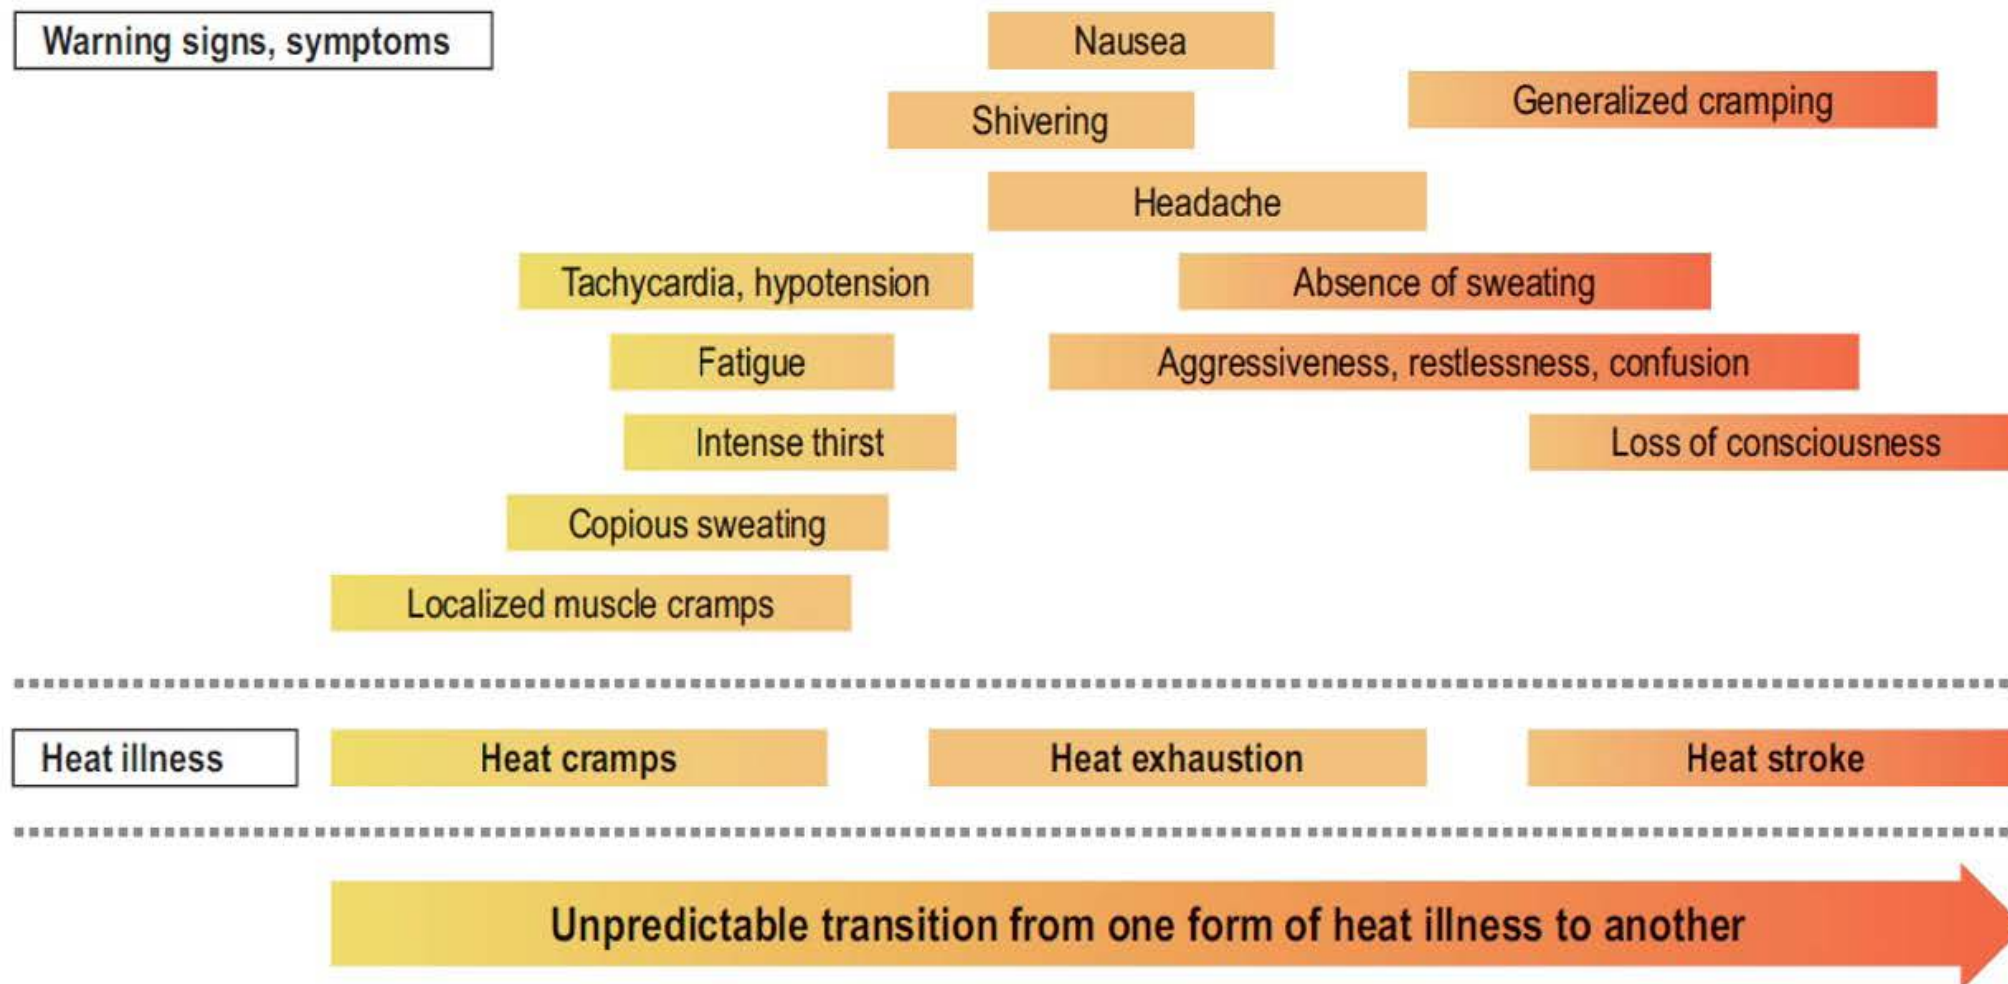 Warning signs, symptoms
Nausea
Generalized cramping
Shivering
Headache
Tachycardia, hypotension
Absence of sweating
Fatigue
Aggressiveness, restlessness, confusion
Intense thirst
Loss of consciousness
Copious sweating
Localized muscle cramps
Heat illness
Heat cramps
Heat exhaustion
Heat stroke
Unpredictable transition from one form of heat illness to another